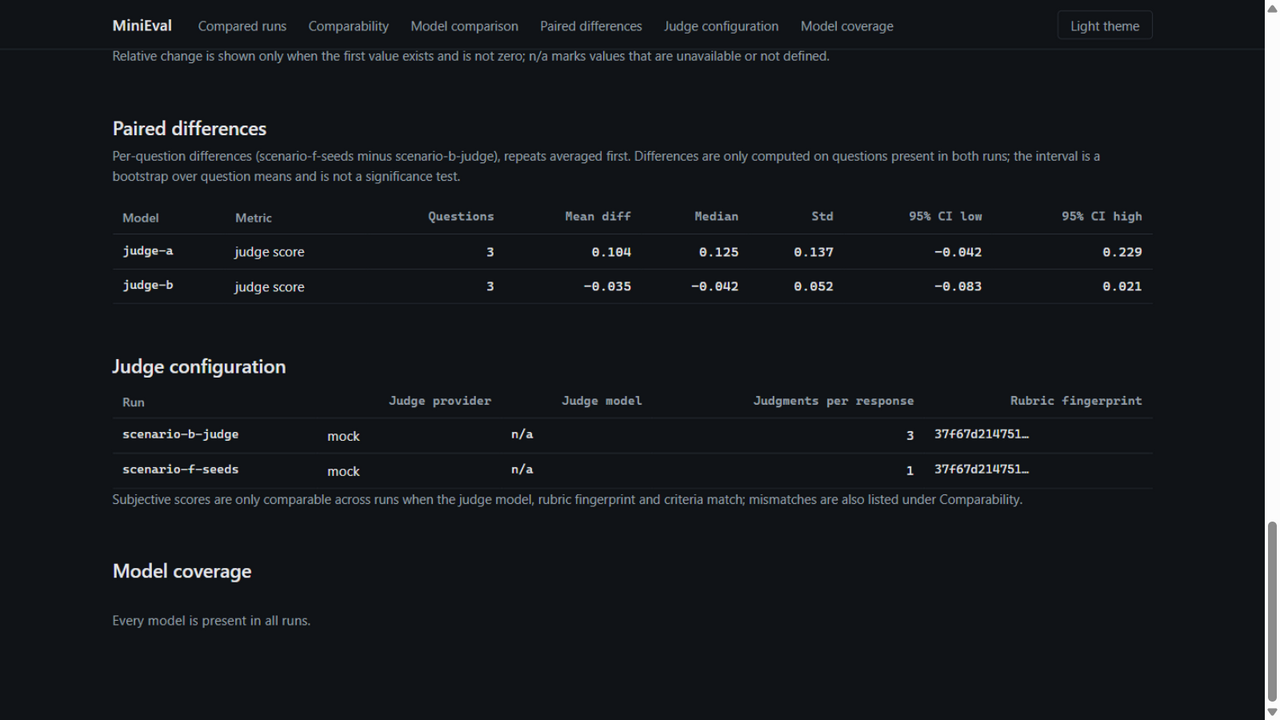 MiniEval Compared runs Comparability Model comparison Paired differences Judge configuration Model coverage Light theme
Relative change is shown only when the first value exists and is not zero; n/a marks values that are unavailable or not defined.
Paired differences
Per-question differences (scenario-f-seeds minus scenario-b-judge), repeats averaged first. Differences are only computed on questions present in both runs; the interval is a
bootstrap over question means and is not a significance test.
Model Metric Questions Mean diff Median Std 95% CI low 95% CI high
judge-a judge score 3 0.104 0.125 0.137 -0.042 0.229
judge-b judge score 3 -0.035 -0.042 0.052 -0.083 0.021
Judge configuration
Run Judge provider Judge model Judgments per response Rubric fingerprint
scenario-b-judge mock n/a 3 37f67d214751…
scenario-f-seeds mock n/a 1 37f67d214751…
Subjective scores are only comparable across runs when the judge model, rubric fingerprint and criteria match; mismatches are also listed under Comparability.
Model coverage
Every model is present in all runs.